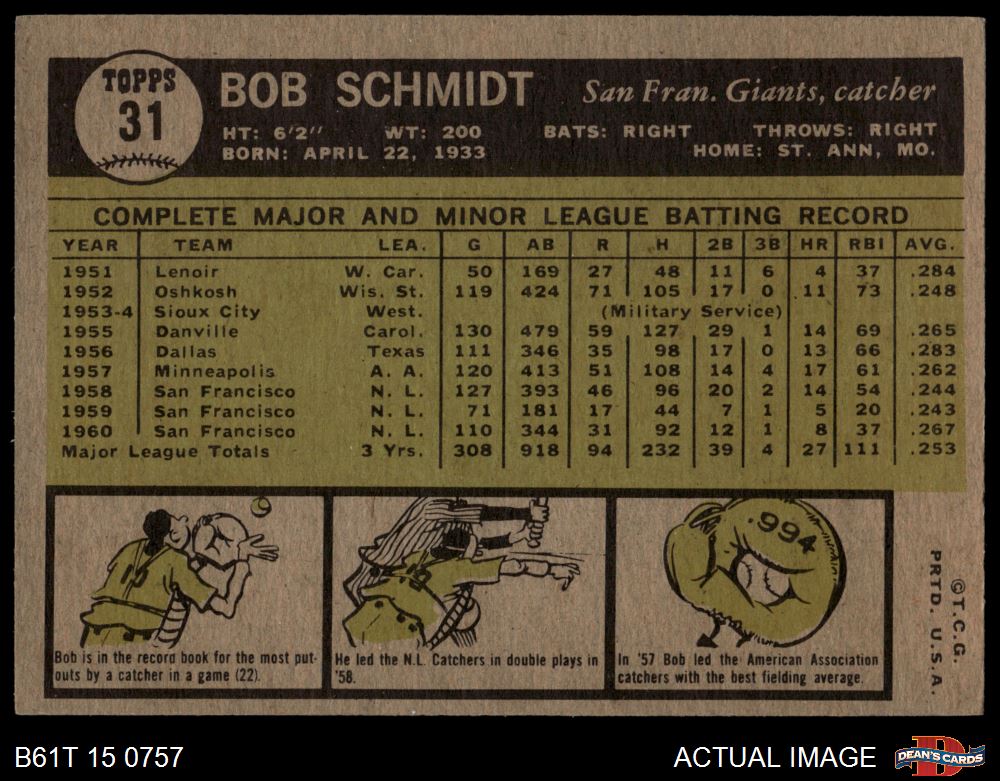 TOPPS
31
BOB SCHMIDT San Fran. Giants, catcher
HT: 6'2" WT: 200 BATS: RIGHT THROWS: RIGHT
BORN: APRIL 22, 1933 HOME: ST. ANN, MO.
COMPLETE MAJOR AND MINOR LEAGUE BATTING RECORD
YEAR TEAM LEA. G AB R H 2B 3B HR RBI AVG.
1951 Lenoir W. Car. 50 169 27 48 11 6 4 37 .284
1952 Oshkosh Wis. St. 119 424 71 105 17 0 11 73 .248
1953-4 Sioux City West. (Military Service)
1955 Danville Carol. 130 479 59 127 29 1 14 69 .265
1956 Dallas Texas 111 346 35 98 17 0 13 66 .283
1957 Minneapolis A. A. 120 413 51 108 14 4 17 61 .262
1958 San Francisco N. L. 127 393 46 96 20 2 14 54 .244
1959 San Francisco N. L. 71 181 17 44 7 1 5 20 .243
1960 San Francisco N. L. 110 344 31 92 12 1 8 37 .267
Major League Totals 3 Yrs. 308 918 94 232 39 4 27 111 .253
15
Bob is in the record book for the most put-
outs by a catcher in a game (22).
He led the N.L. Catchers in double plays in
'58.
.994
In '57 Bob led the American Association
catchers with the best fielding average.
©T.C.G.
PRTD. U.S.A.
B61T 15 0757 ACTUAL IMAGE
D
DEAN'S CARDS